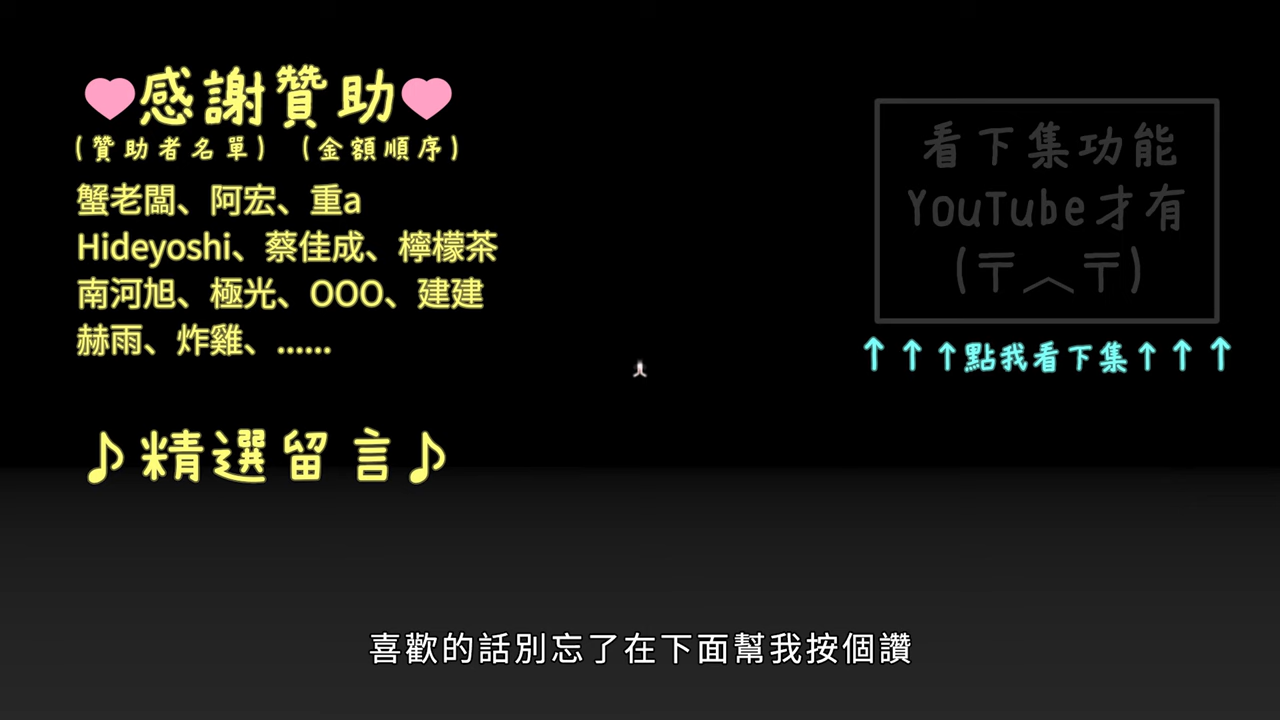 感謝贊助
(贊助者名單) (金額順序)
蟹老闆、阿宏、重a
Hideyoshi、蔡佳成、檸檬茶
南河旭、極光、OOO、建建
赫雨、炸雞、......
看下集功能
YouTube才有
(〒︿〒)
↑↑↑點我看下集↑↑↑
♪精選留言♪
喜歡的話別忘了在下面幫我按個讚